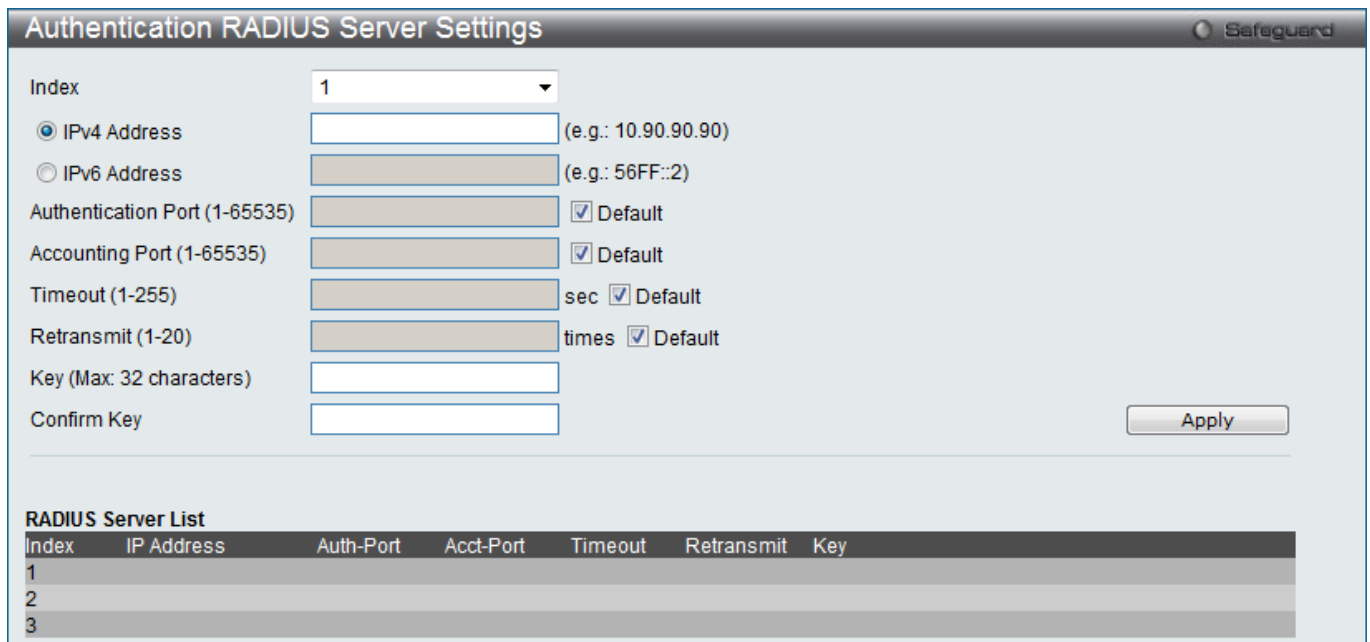 Authentication RADIUS Server Settings Safeguard
Index 1
IPv4 Address (e.g.: 10.90.90.90)
IPv6 Address (e.g.: 56FF::2)
Authentication Port (1-65535) Default
Accounting Port (1-65535) Default
Timeout (1-255) sec Default
Retransmit (1-20) times Default
Key (Max: 32 characters)
Confirm Key Apply
RADIUS Server List
Index IP Address Auth-Port Acct-Port Timeout Retransmit Key
1
2
3